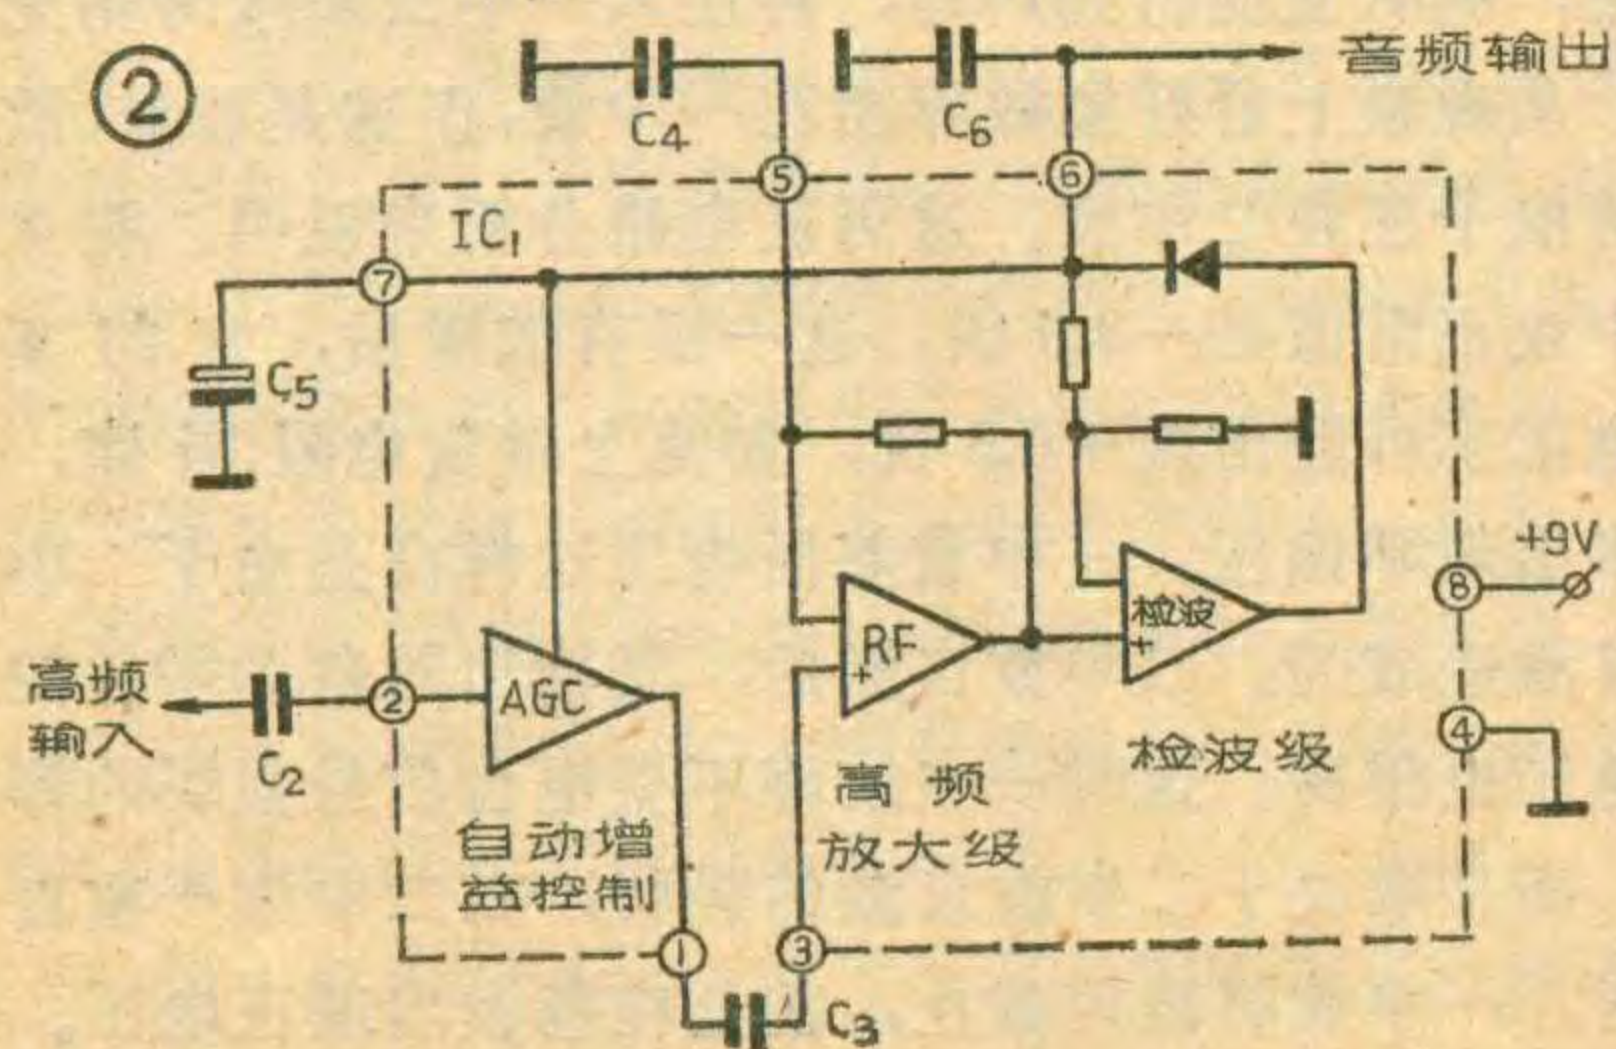 ②
C4
C6
音频输出
⑤
⑥
IC1
⑦
C5
+9V
⑧
检波
+
RF
+
AGC
②
高频
输入
C2
④
检波级
高频
放大级
自动增
益控制
①
③
C3